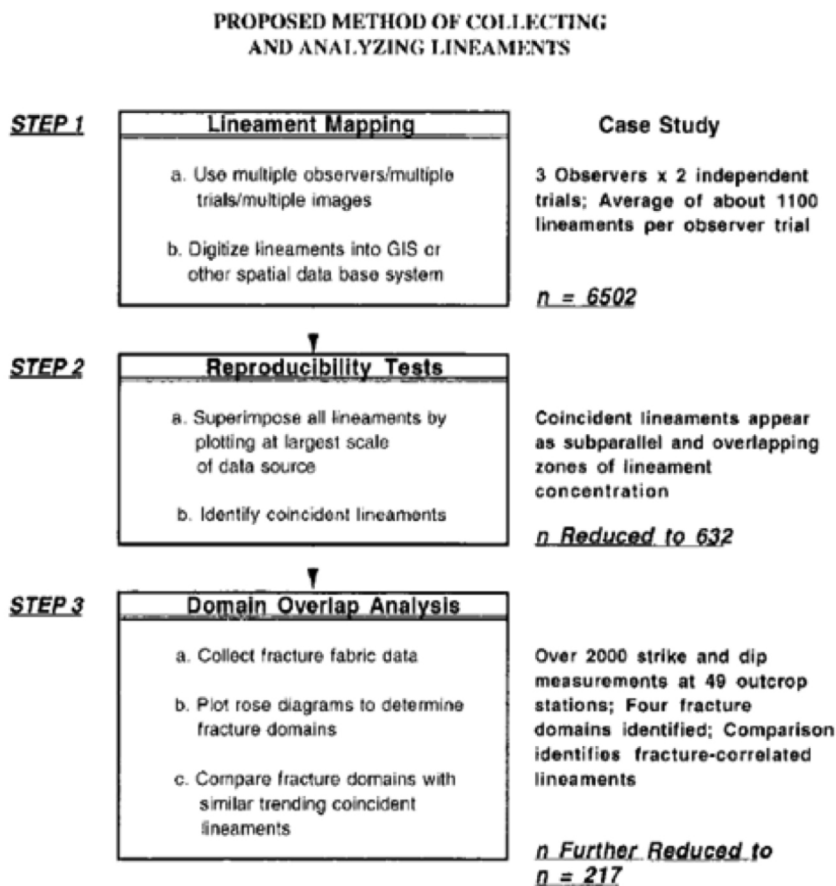 PROPOSED METHOD OF COLLECTING
AND ANALYZING LINEAMENTS
STEP 1
Lineament Mapping
a. Use multiple observers/multiple
trials/multiple images
b. Digitize lineaments into GIS or
other spatial data base system
Case Study
3 Observers x 2 independent
trials; Average of about 1100
lineaments per observer trial
n = 6502
STEP 2
Reproducibility Tests
a. Superimpose all lineaments by
plotting at largest scale
of data source
b. Identify coincident lineaments
Coincident lineaments appear
as subparallel and overlapping
zones of lineament
concentration
n Reduced to 632
STEP 3
Domain Overlap Analysis
a. Collect fracture fabric data
b. Plot rose diagrams to determine
fracture domains
c. Compare fracture domains with
similar trending coincident
lineaments
Over 2000 strike and dip
measurements at 49 outcrop
stations; Four fracture
domains identified; Comparison
identifies fracture-correlated
lineaments
n Further Reduced to
n = 217